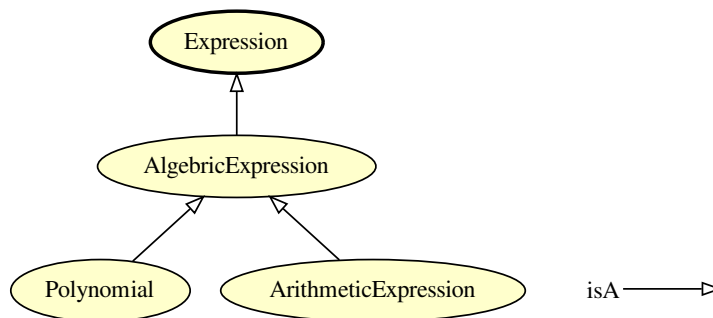 Expression
AlgebricExpression
Polynomial
ArithmeticExpression
isA